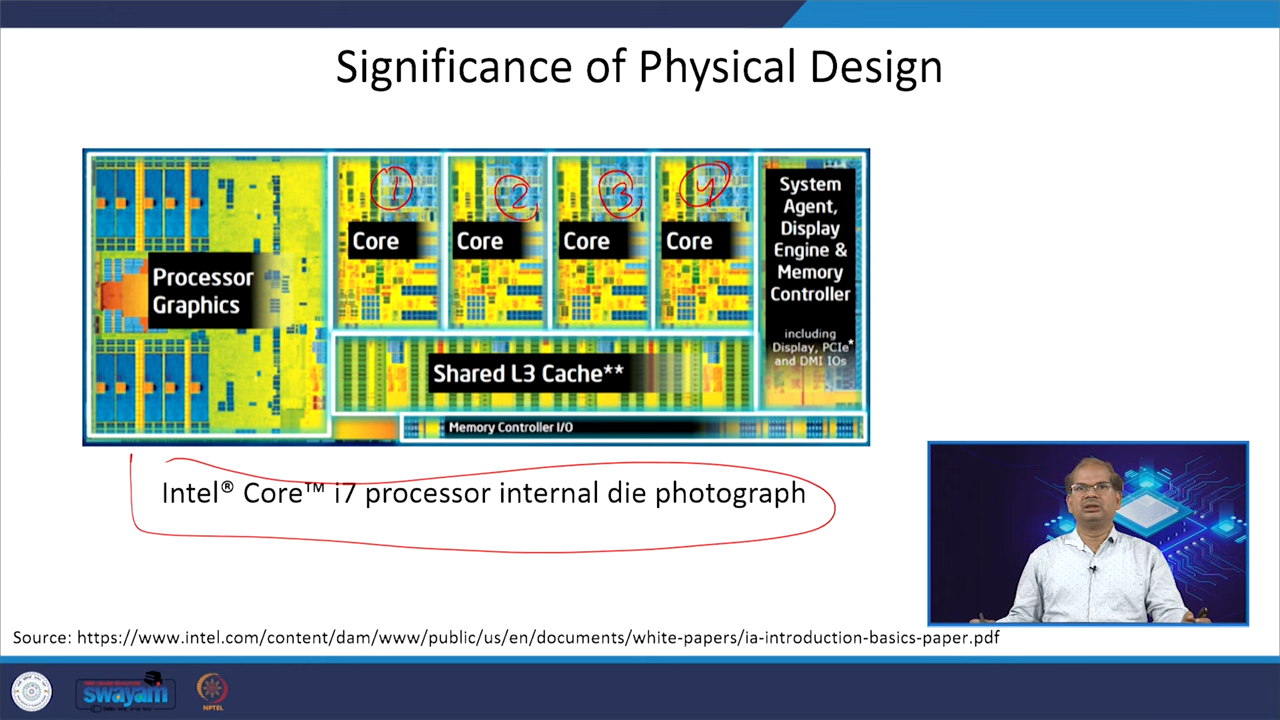 Significance of Physical Design
Processor
Graphics
Core
1
Core
2
Core
3
Core
4
System
Agent,
Display
Engine &
Memory
Controller
including
Display, PCIe*
and DMI IOs
Shared L3 Cache**
Memory Controller I/O
Intel® Core™ i7 processor internal die photograph
Source: https://www.intel.com/content/dam/www/public/us/en/documents/white-papers/ia-introduction-basics-paper.pdf
swayam
NPTEL